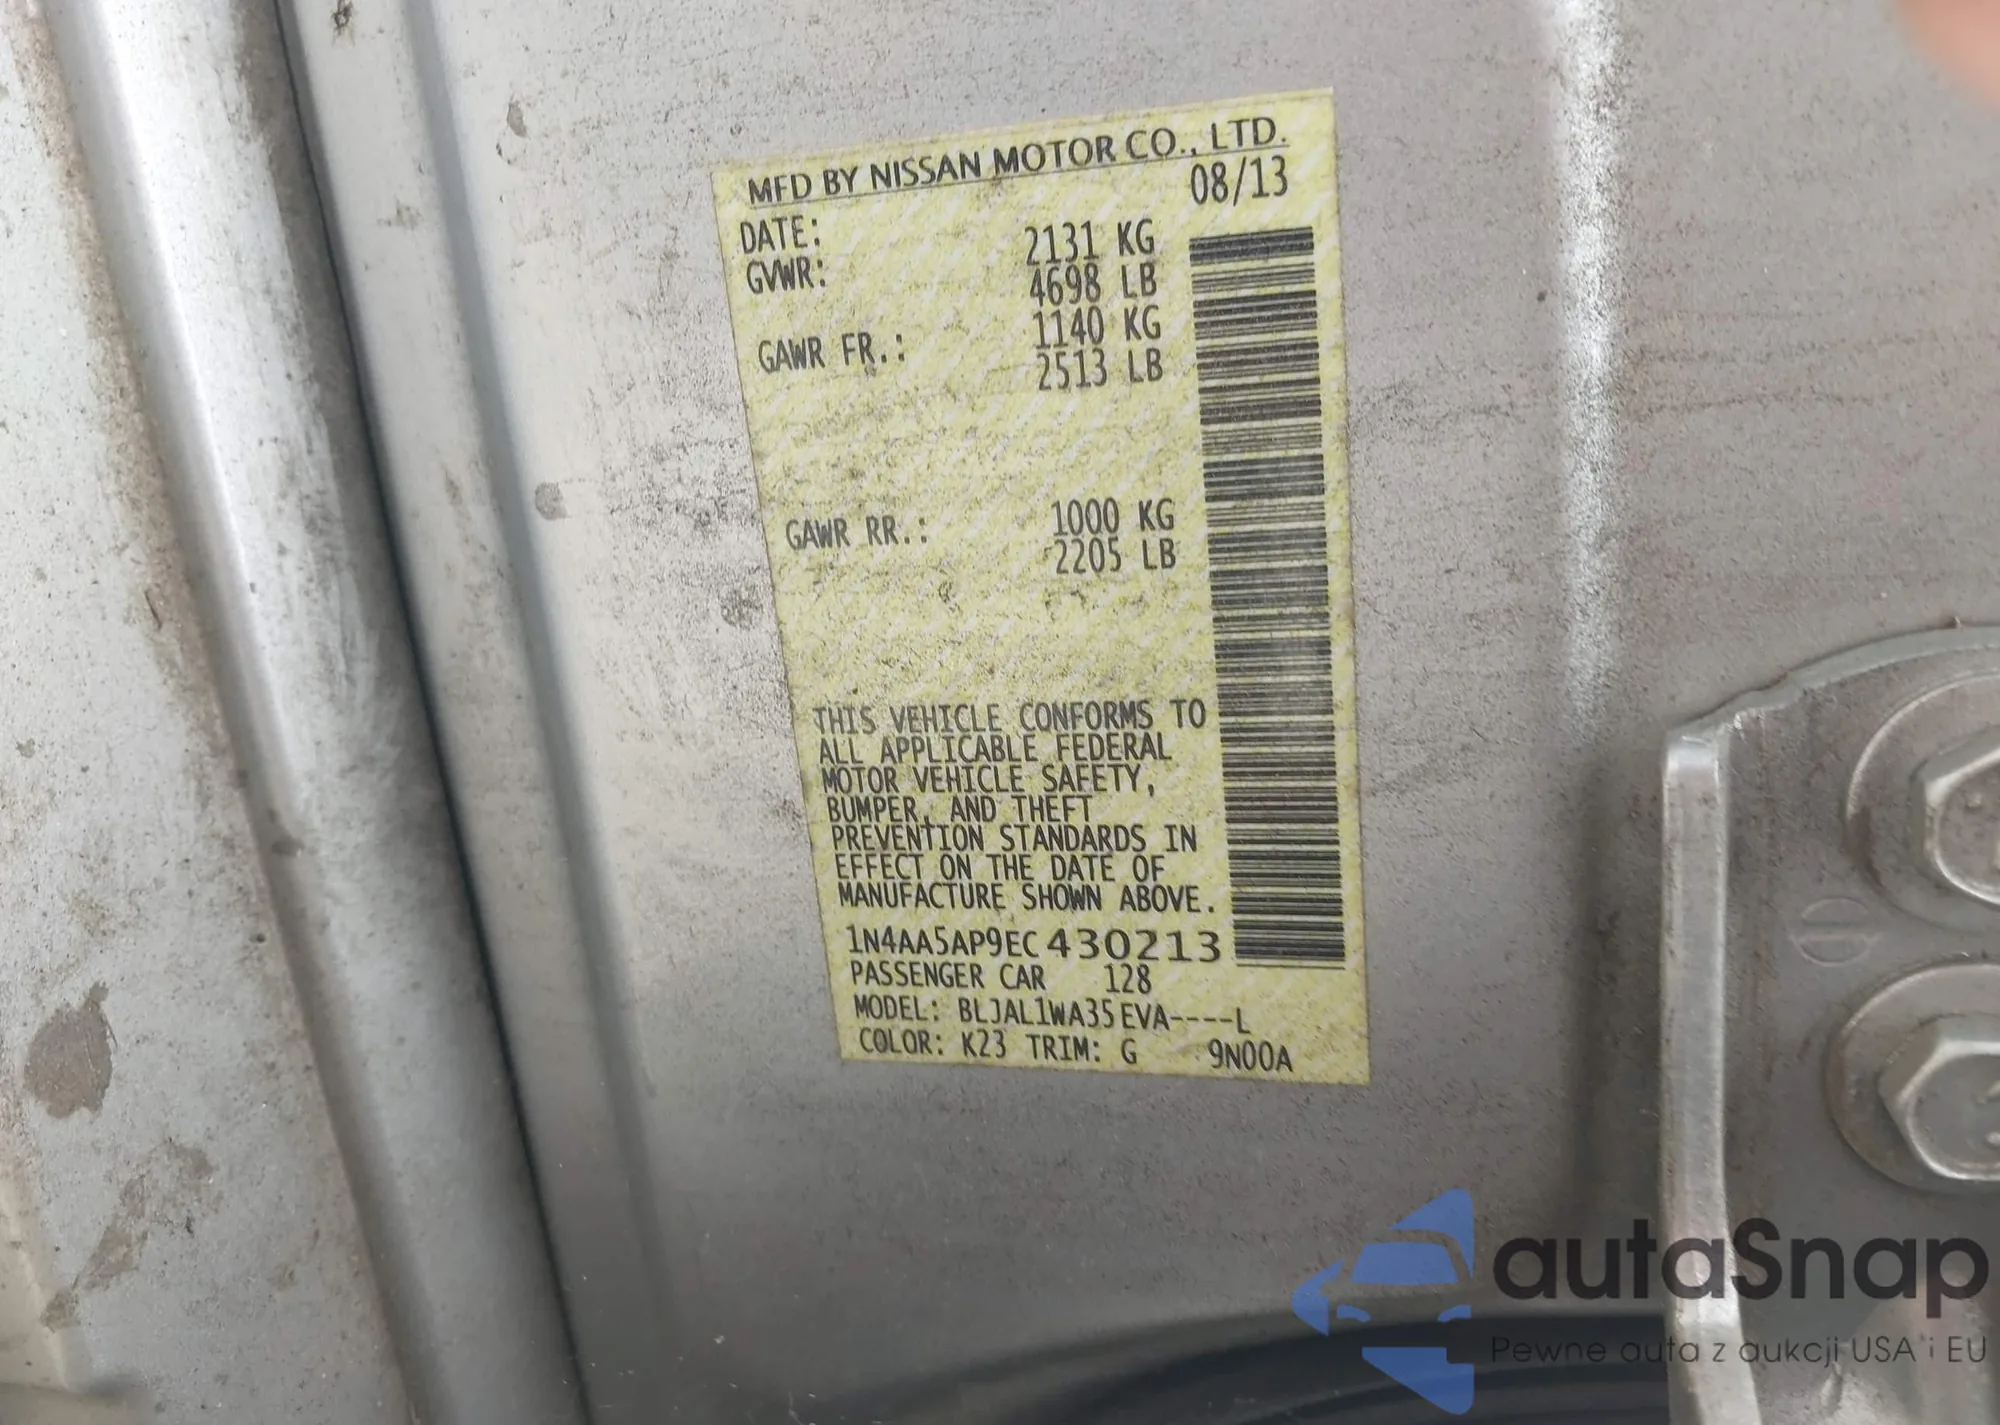 MFD BY NISSAN MOTOR CO., LTD.
DATE: 08/13
GVWR: 2131 KG
4698 LB
GAWR FR.: 1140 KG
2513 LB
GAWR RR.: 1000 KG
2205 LB
THIS VEHICLE CONFORMS TO
ALL APPLICABLE FEDERAL
MOTOR VEHICLE SAFETY,
BUMPER, AND THEFT
PREVENTION STANDARDS IN
EFFECT ON THE DATE OF
MANUFACTURE SHOWN ABOVE.
1N4AA5AP9EC430213
PASSENGER CAR 128
MODEL: BLJAL1WA35EVA----L
COLOR: K23 TRIM: G 9N00A
autaSnap
Pewne auta z aukcji USA i EU